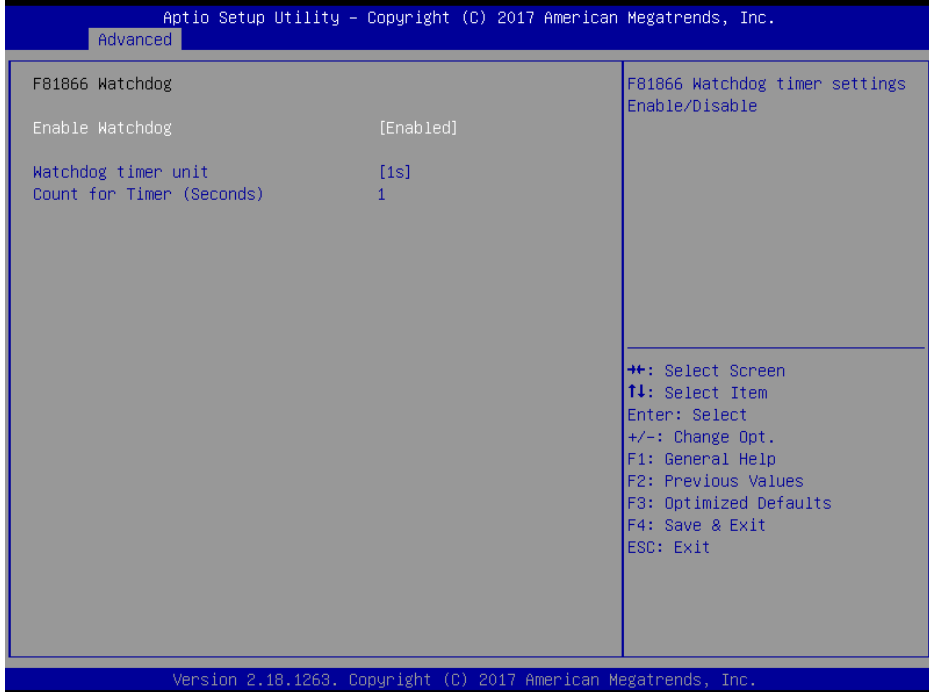 Aptio Setup Utility – Copyright (C) 2017 American Megatrends, Inc.
Advanced
F81866 Watchdog
Enable Watchdog [Enabled]
Watchdog timer unit [1s]
Count for Timer (Seconds) 1
F81866 Watchdog timer settings
Enable/Disable
→←: Select Screen
↑↓: Select Item
Enter: Select
+/-: Change Opt.
F1: General Help
F2: Previous Values
F3: Optimized Defaults
F4: Save & Exit
ESC: Exit
Version 2.18.1263. Copyright (C) 2017 American Megatrends, Inc.